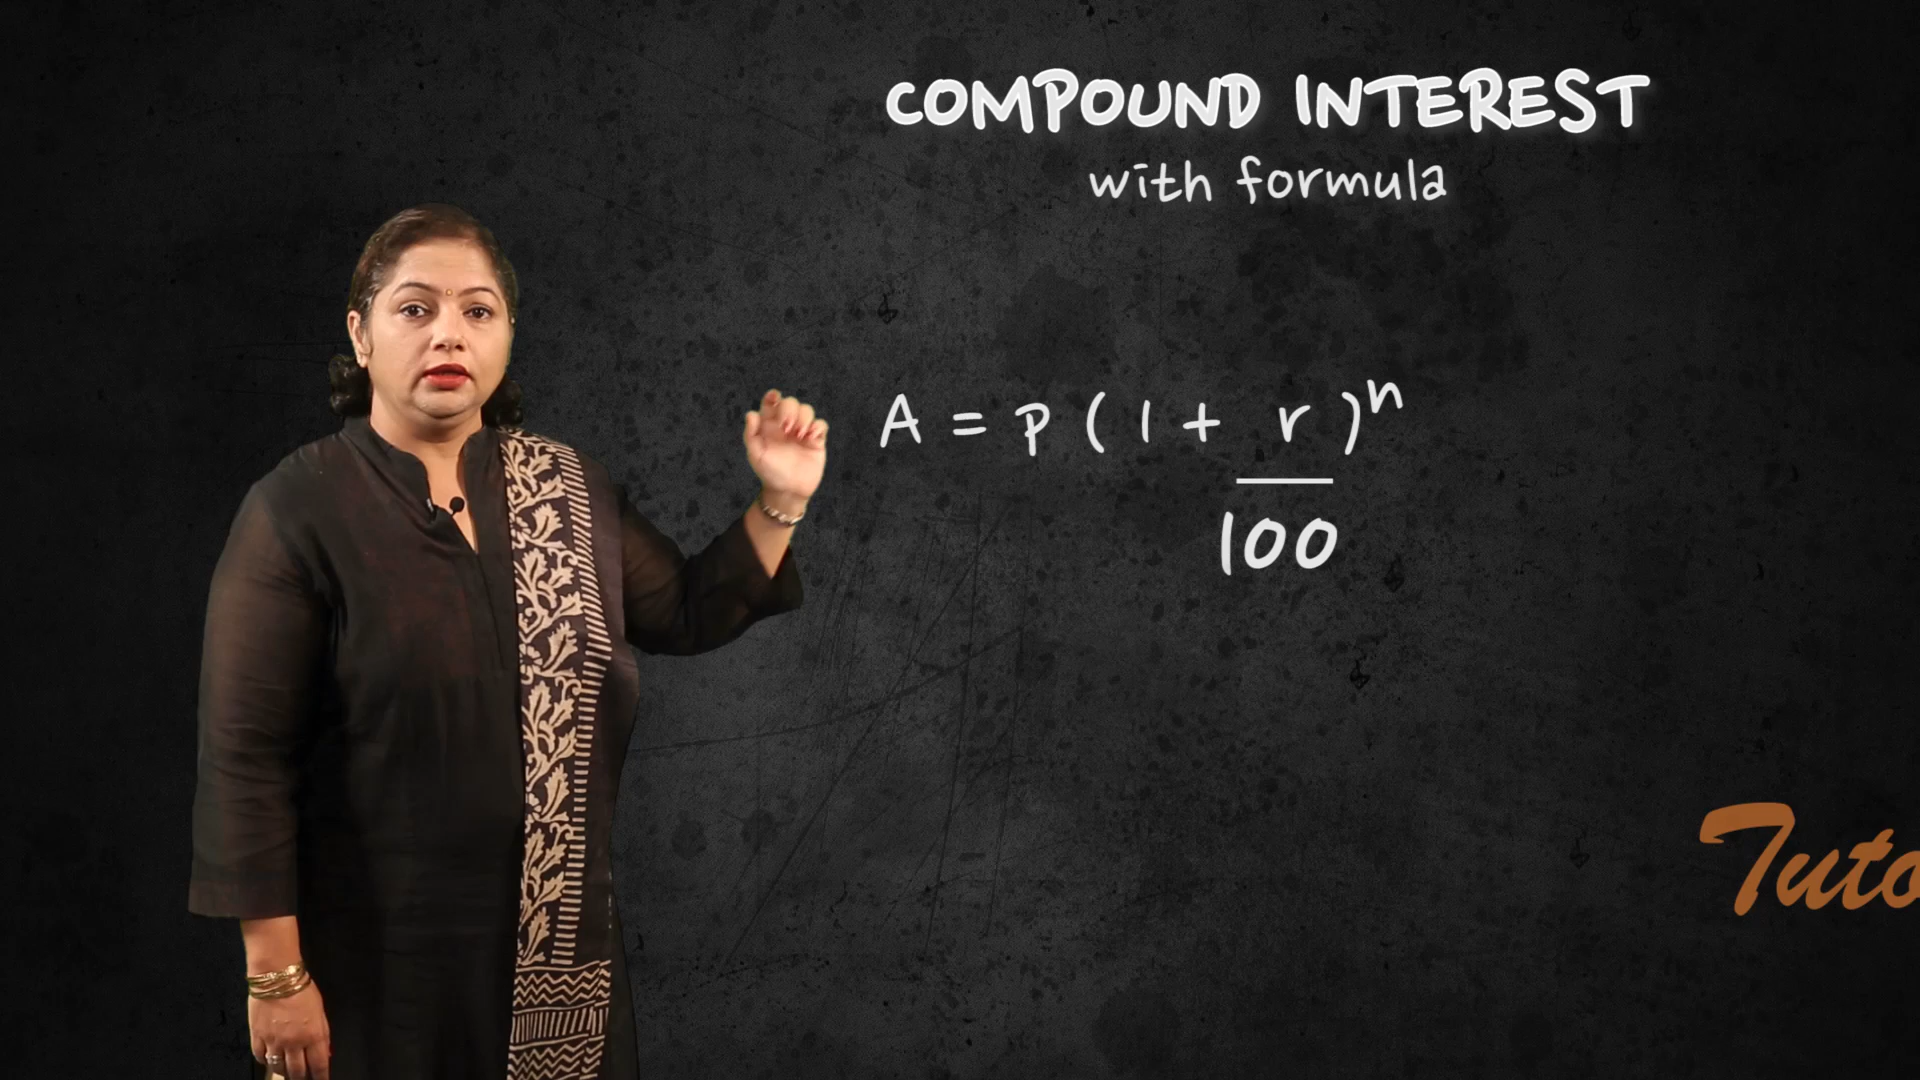 COMPOUND INTEREST
with formula
A = p ( 1 + r )ⁿ
100
Tuto